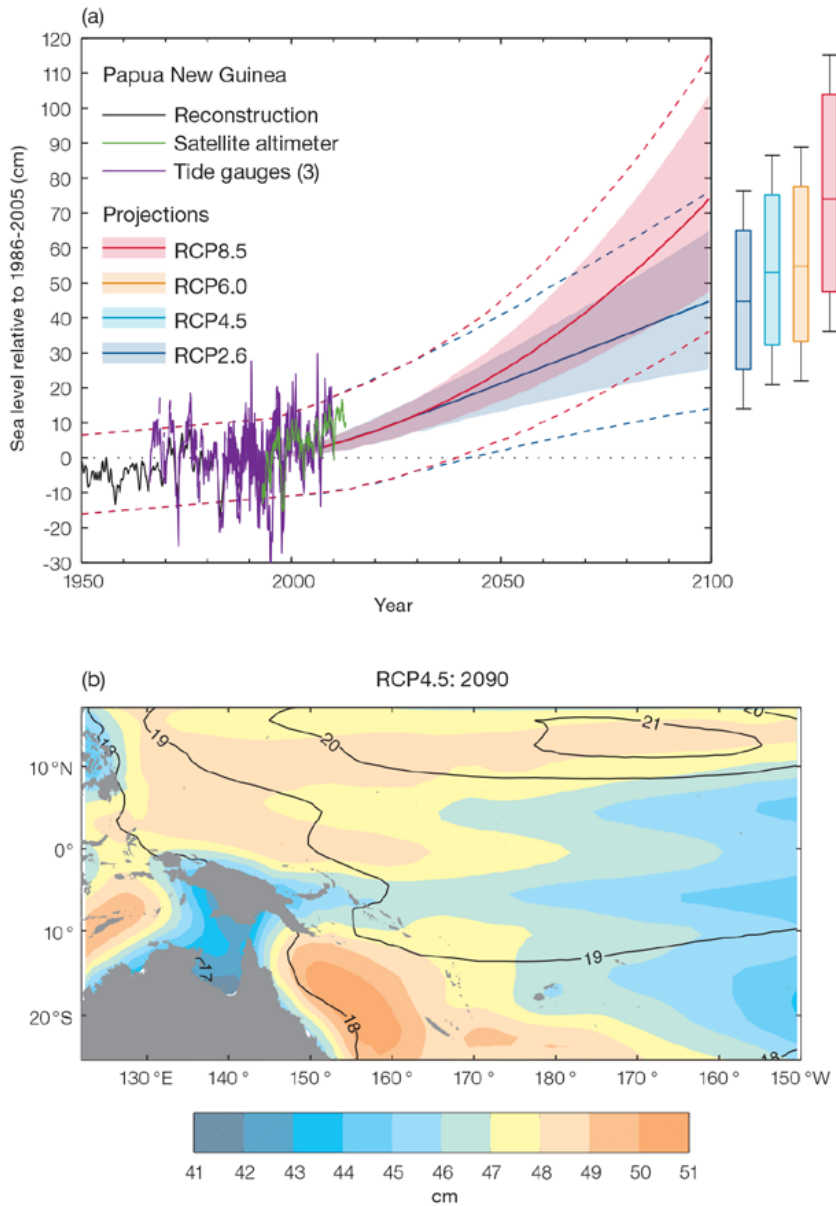 (a)
120
110
100
90
80
70
60
50
40
30
20
10
0
-10
-20
-30
Sea level relative to 1986-2005 (cm)
Papua New Guinea
Reconstruction
Satellite altimeter
Tide gauges (3)
Projections
RCP8.5
RCP6.0
RCP4.5
RCP2.6
1950 2000 2050 2100
Year
(b) RCP4.5: 2090
19 20 21 20
10°N
0°
10°
20°S
17 18 19 18
130°E 140° 150° 160° 170° 180° 170° 160° 150°W
41 42 43 44 45 46 47 48 49 50 51
cm